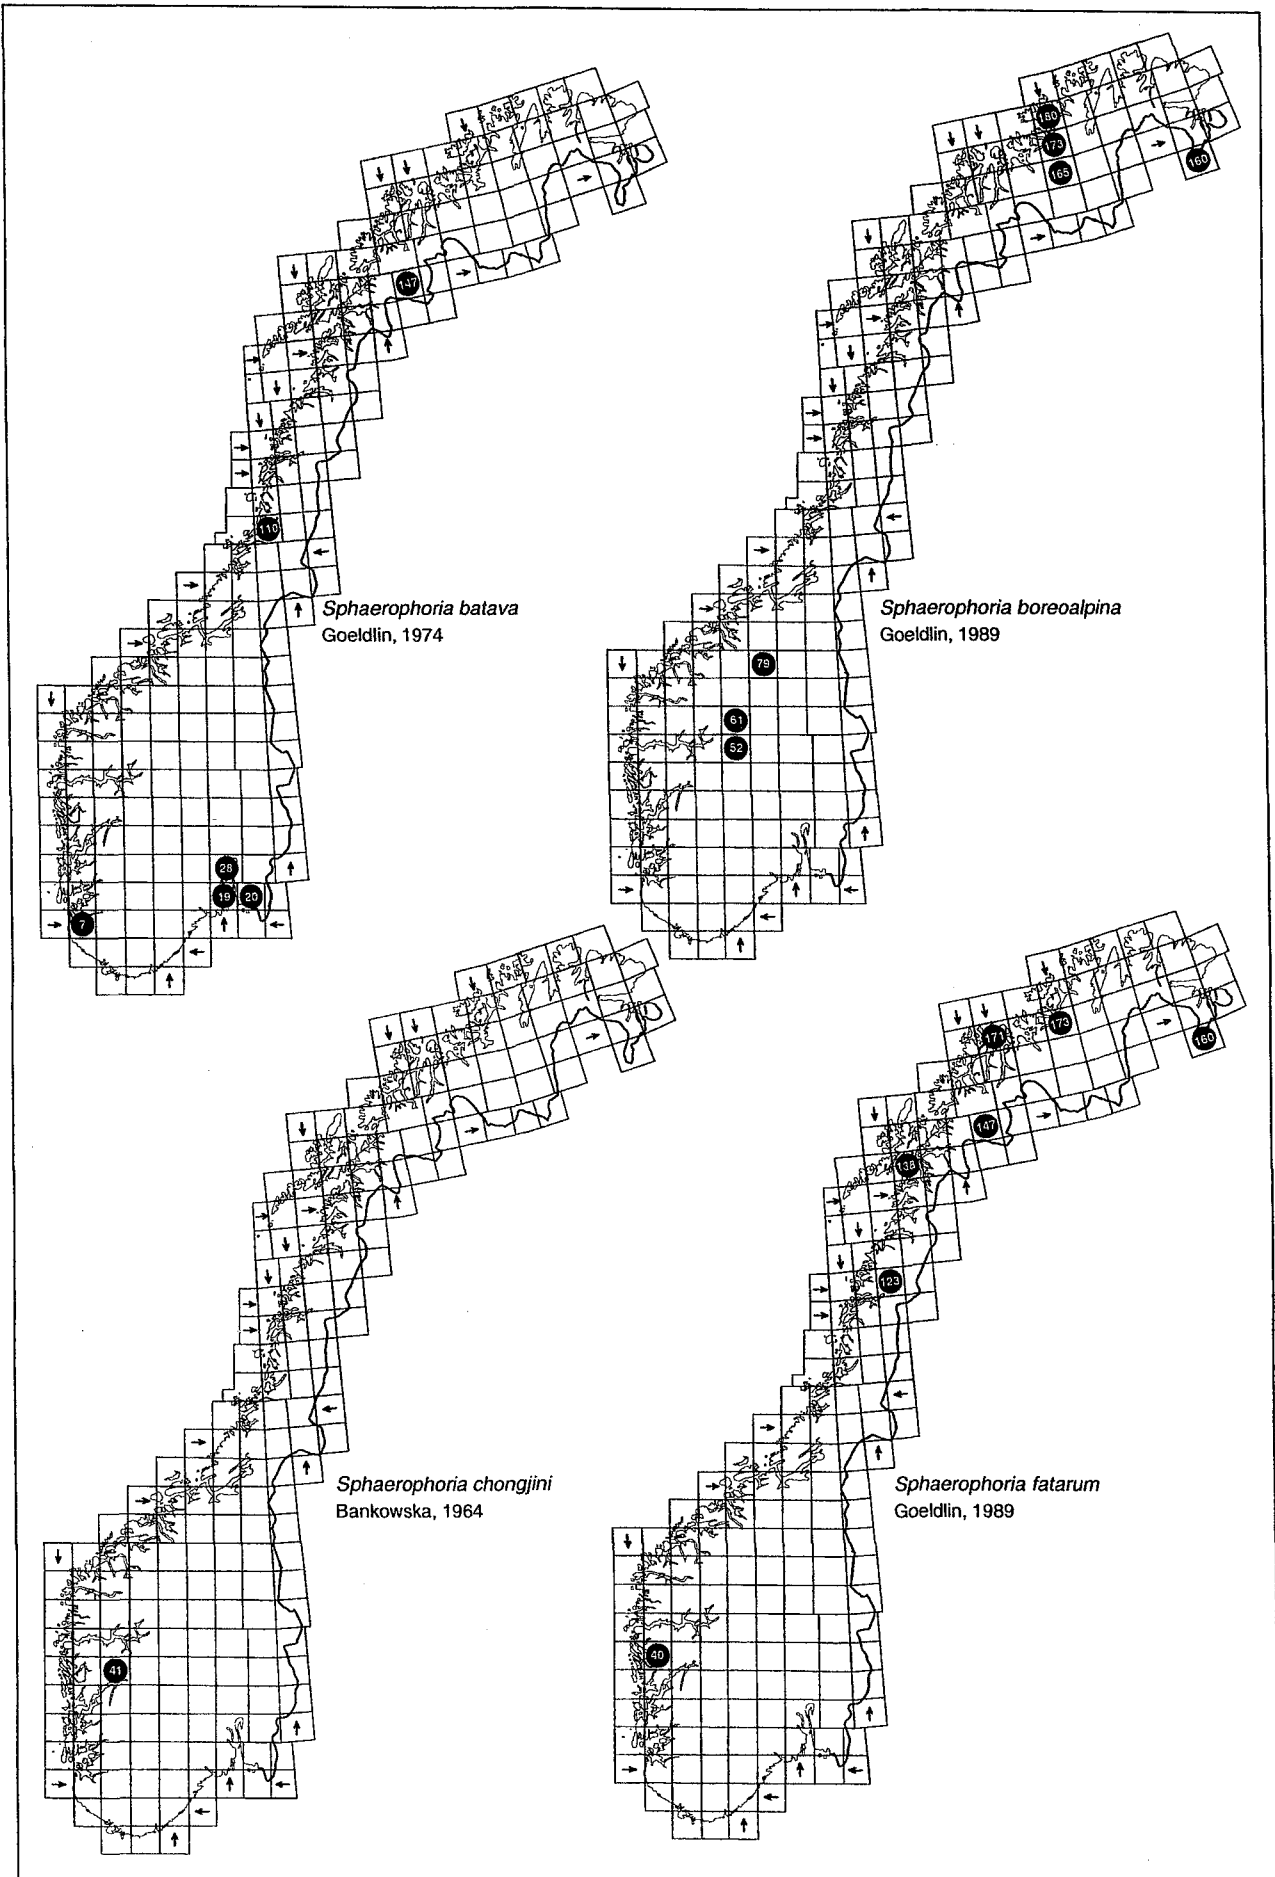 147
110
Sphaerophoria batava
Goeldlin, 1974
28
19 20
7
180
173
165
160
Sphaerophoria boreoalpina
Goeldlin, 1989
79
61
52
Sphaerophoria chongjini
Bankowska, 1964
41
171 173
160
147
138
123
Sphaerophoria fatarum
Goeldlin, 1989
40